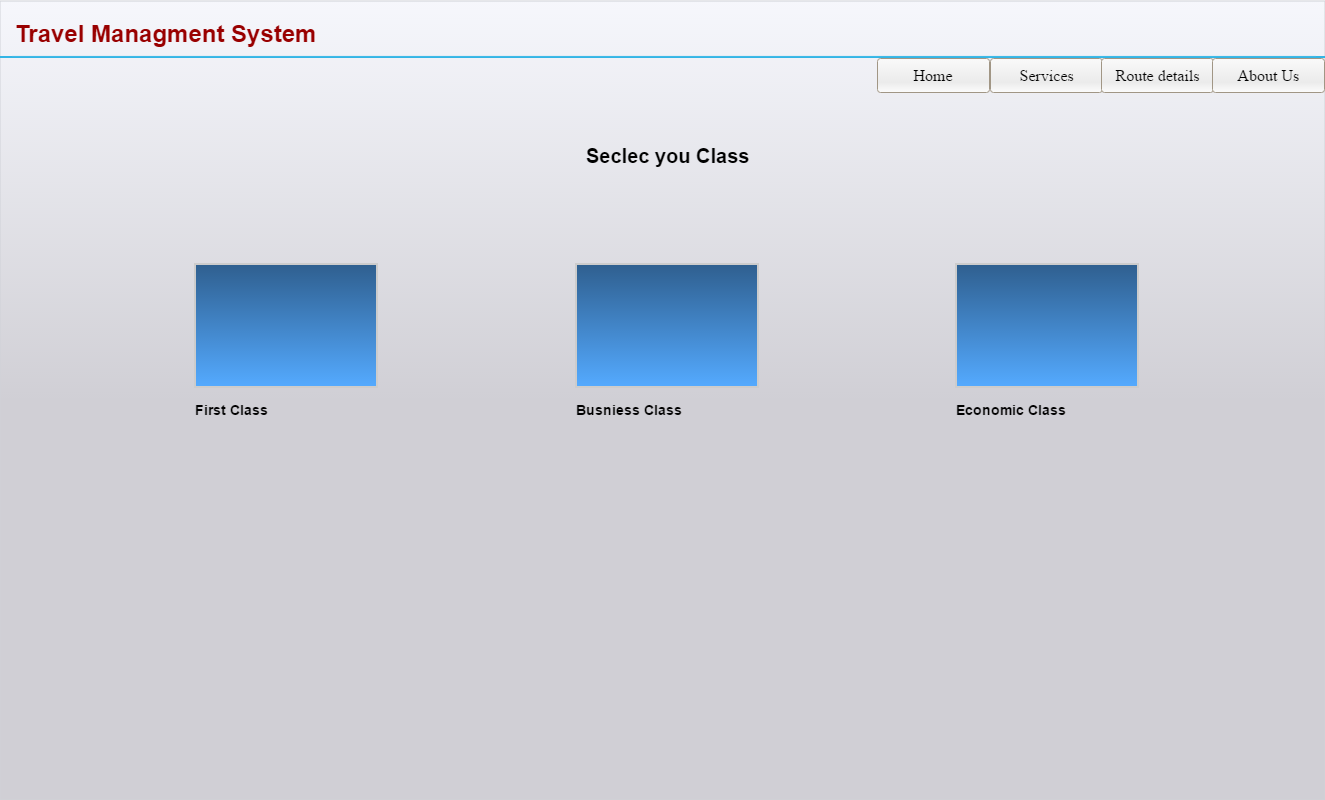 Travel Managment System
Home Services Route details About Us
Seclec you Class
First Class Busniess Class Economic Class